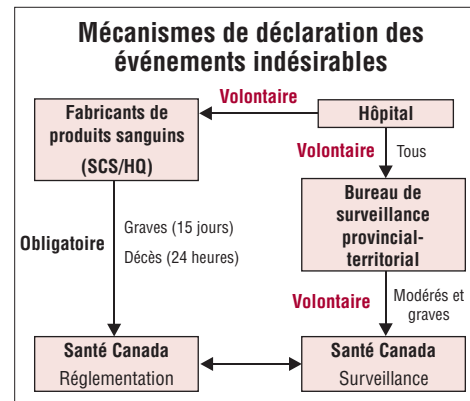 Mécanismes de déclaration des
événements indésirables
Volontaire
Fabricants de
produits sanguins
(SCS/HQ)
Hôpital
Volontaire
Tous
Bureau de
surveillance
provincial-
territorial
Obligatoire
Graves (15 jours)
Décès (24 heures)
Volontaire
Modérés et
graves
Santé Canada
Réglementation
Santé Canada
Surveillance